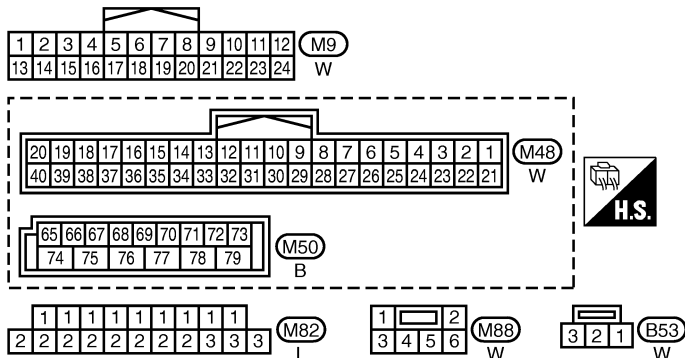 1 2 3 4 5 6 7 8 9 10 11 12 M9
13 14 15 16 17 18 19 20 21 22 23 24 W
20 19 18 17 16 15 14 13 12 11 10 9 8 7 6 5 4 3 2 1 M48
40 39 38 37 36 35 34 33 32 31 30 29 28 27 26 25 24 23 22 21 W
H.S.
65 66 67 68 69 70 71 72 73 M50
74 75 76 77 78 79 B
1 1 1 1 1 1 1 1 1 M82
2 2 2 2 2 2 2 2 3 3 3 L
1 2 M88
3 4 5 6 W
3 2 1 B53
W